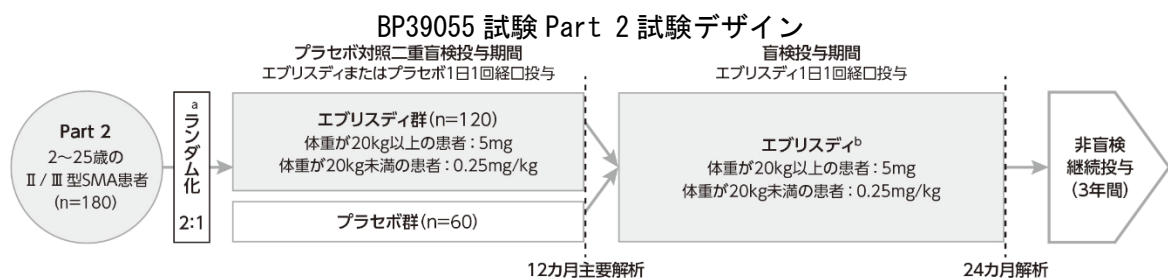 BP39055 試験 Part 2 試験デザイン
プラセボ対照二重盲検投与期間
エブリスディまたはプラセボ1日1回経口投与
盲検投与期間
エブリスディ1日1回経口投与
Part 2
2〜25歳の
Ⅱ/Ⅲ型SMA患者
(n=180)
a
ランダム化
2:1
エブリスディ群(n=120)
体重が20kg以上の患者:5mg
体重が20kg未満の患者:0.25mg/kg
プラセボ群(n=60)
エブリスディb
体重が20kg以上の患者:5mg
体重が20kg未満の患者:0.25mg/kg
非盲検
継続投与
(3年間)
12カ月主要解析
24カ月解析